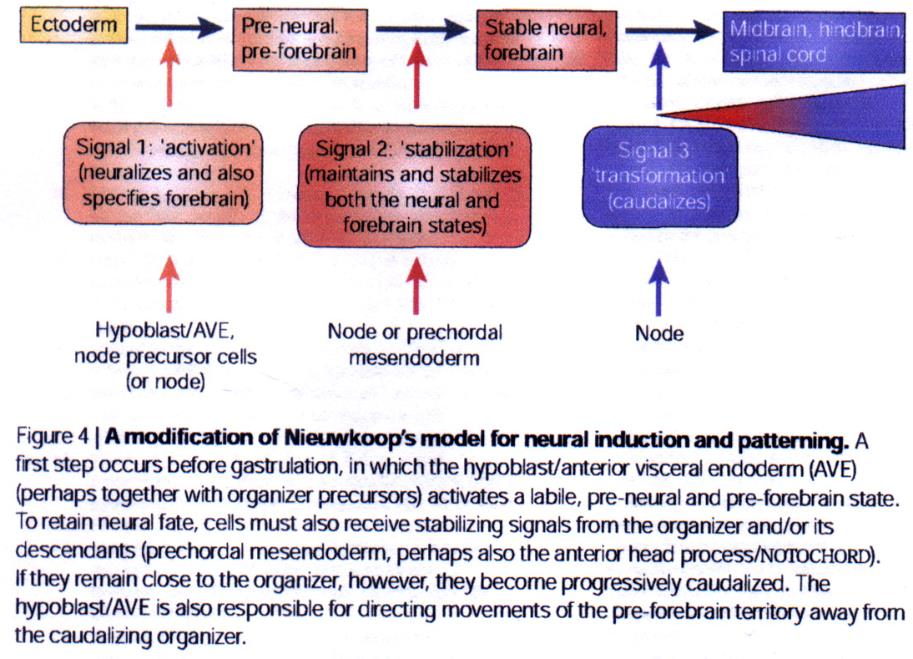 Ectoderm
Pre-neural.
pre-forebrain
Stable neural,
forebrain
Midbrain, hindbrain,
spinal cord
Signal 1: 'activation'
(neuralizes and also
specifies forebrain)
Signal 2: 'stabilization'
(maintains and stabilizes
both the neural and
forebrain states)
Signal 3
'transformation'
(caudalizes)
Hypoblast/AVE,
node precursor cells
(or node)
Node or prechordal
mesendoderm
Node
Figure 4 | A modification of Nieuwkoop's model for neural induction and patterning. A
first step occurs before gastrulation, in which the hypoblast/anterior visceral endoderm (AVE)
(perhaps together with organizer precursors) activates a labile, pre-neural and pre-forebrain state.
To retain neural fate, cells must also receive stabilizing signals from the organizer and/or its
descendants (prechordal mesendoderm, perhaps also the anterior head process/NOTOCHORD).
If they remain close to the organizer, however, they become progressively caudalized. The
hypoblast/AVE is also responsible for directing movements of the pre-forebrain territory away from
the caudalizing organizer.